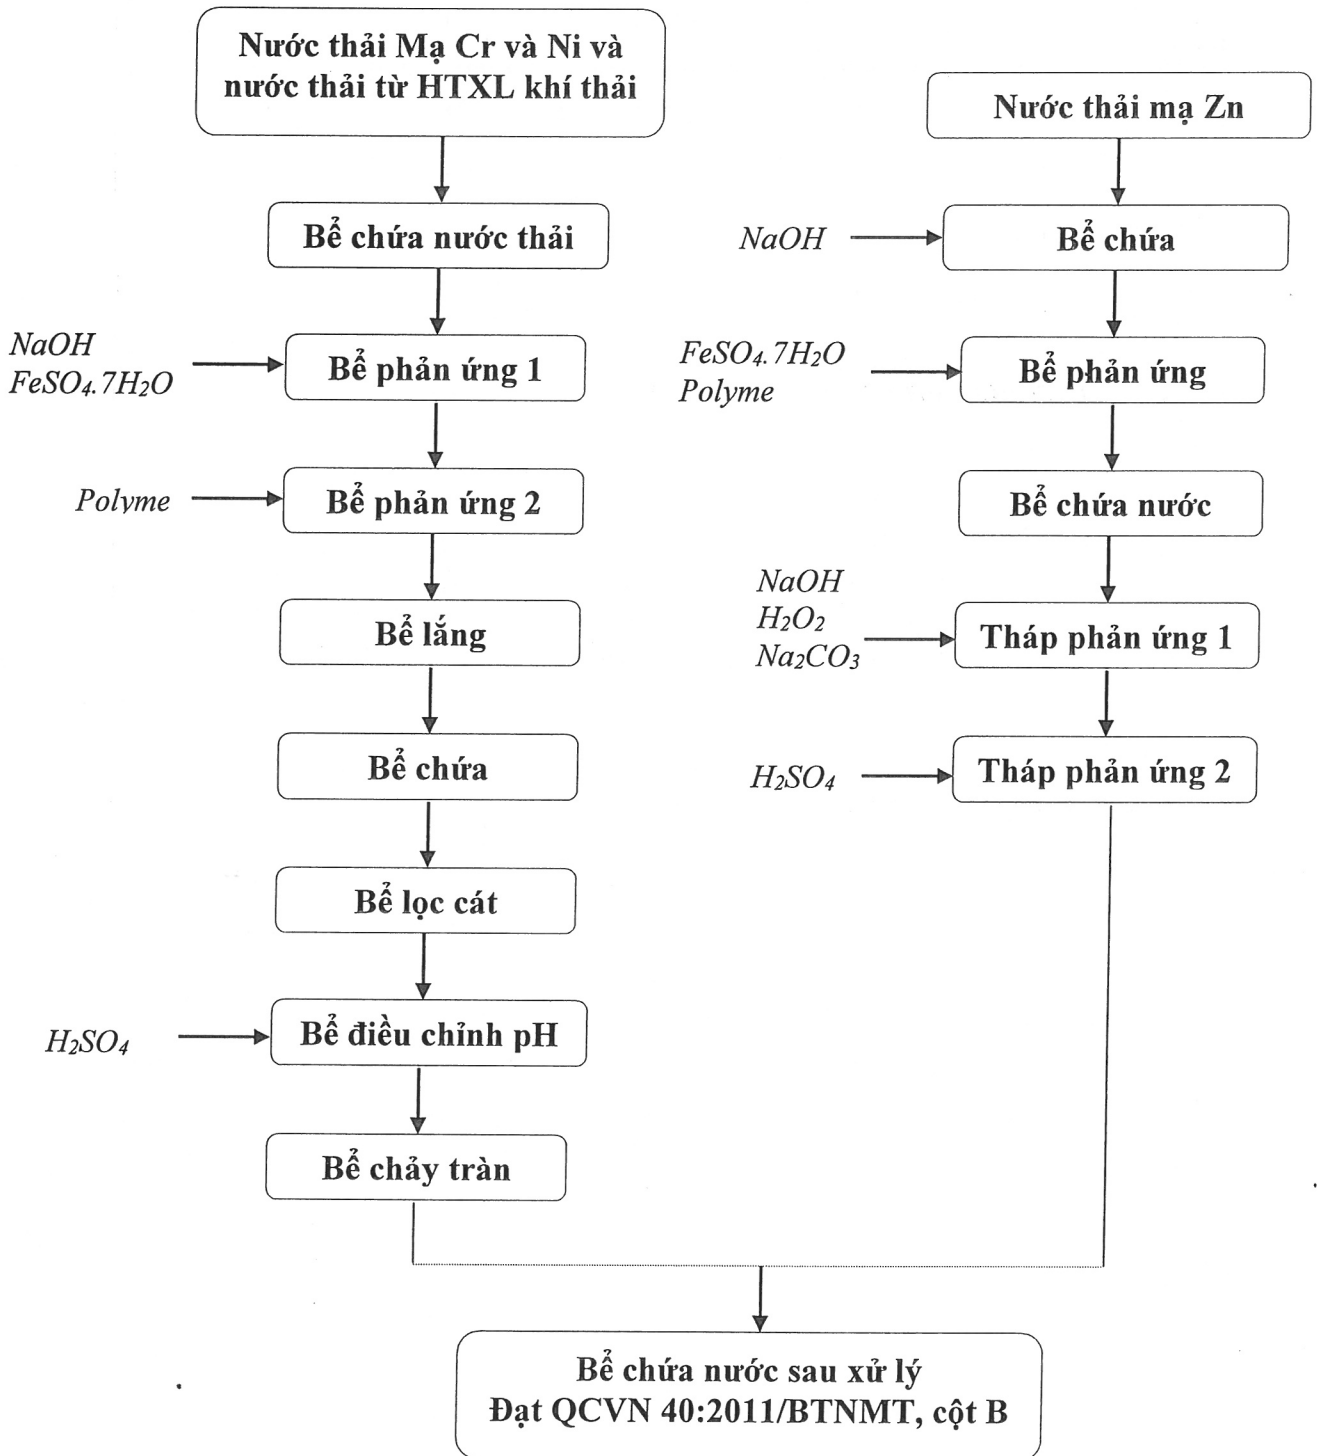 Nước thải Mạ Cr và Ni và
nước thải từ HTXL khí thải
Bể chứa nước thải
NaOH
FeSO₄.7H₂O
Bể phản ứng 1
Polyme
Bể phản ứng 2
Bể lắng
Bể chứa
Bể lọc cát
H₂SO₄
Bể điều chỉnh pH
Bể chảy tràn
Nước thải mạ Zn
NaOH
Bể chứa
FeSO₄.7H₂O
Polyme
Bể phản ứng
Bể chứa nước
NaOH
H₂O₂
Na₂CO₃
Tháp phản ứng 1
H₂SO₄
Tháp phản ứng 2
Bể chứa nước sau xử lý
Đạt QCVN 40:2011/BTNMT, cột B